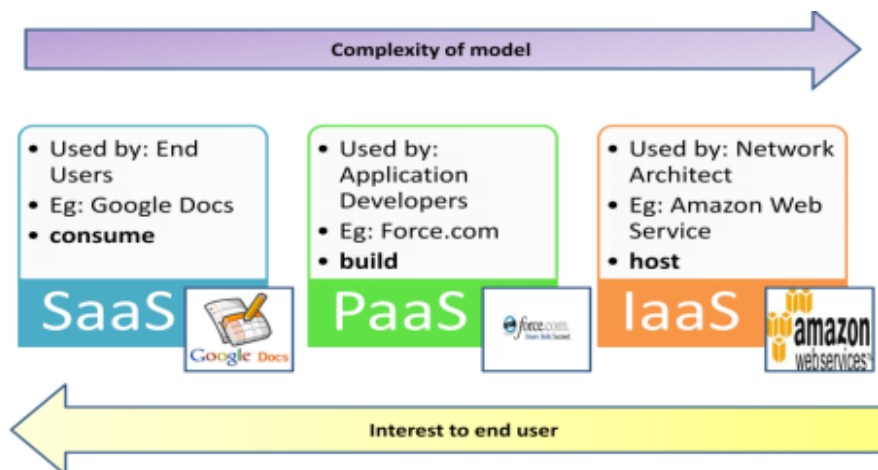 Complexity of model
• Used by: End
Users
• Eg: Google Docs
• consume
SaaS
Google Docs
• Used by:
Application
Developers
• Eg: Force.com
• build
PaaS
force.com.
• Used by: Network
Architect
• Eg: Amazon Web
Service
• host
IaaS
amazon
webservices
Interest to end user